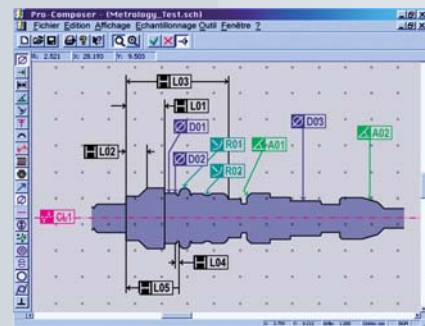 Pro-Composer - (Metrology_Test.sch)
Fichier Edition Affichage Echantillonnage Outil Fenêtre ?
R: 2.521 X: 28.193 Y: 9.503
L03
L01
D01
L02
D02
R01
R02
A01
D03
A02
CL1
L04
L05